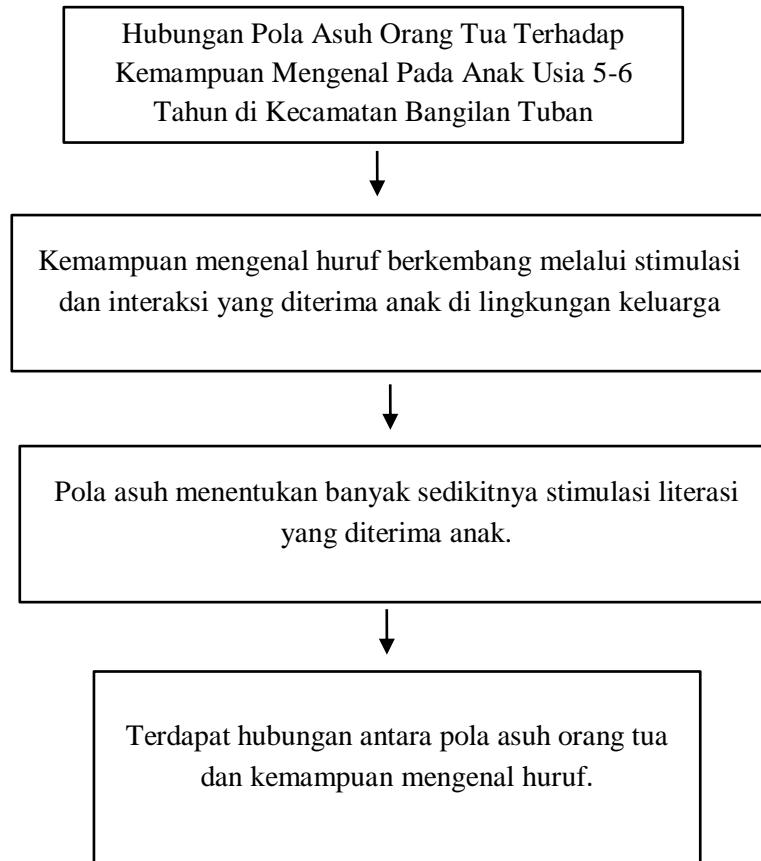 Hubungan Pola Asuh Orang Tua Terhadap
Kemampuan Mengenal Pada Anak Usia 5-6
Tahun di Kecamatan Bangilan Tuban
Kemampuan mengenal huruf berkembang melalui stimulasi
dan interaksi yang diterima anak di lingkungan keluarga
Pola asuh menentukan banyak sedikitnya stimulasi literasi
yang diterima anak.
Terdapat hubungan antara pola asuh orang tua
dan kemampuan mengenal huruf.